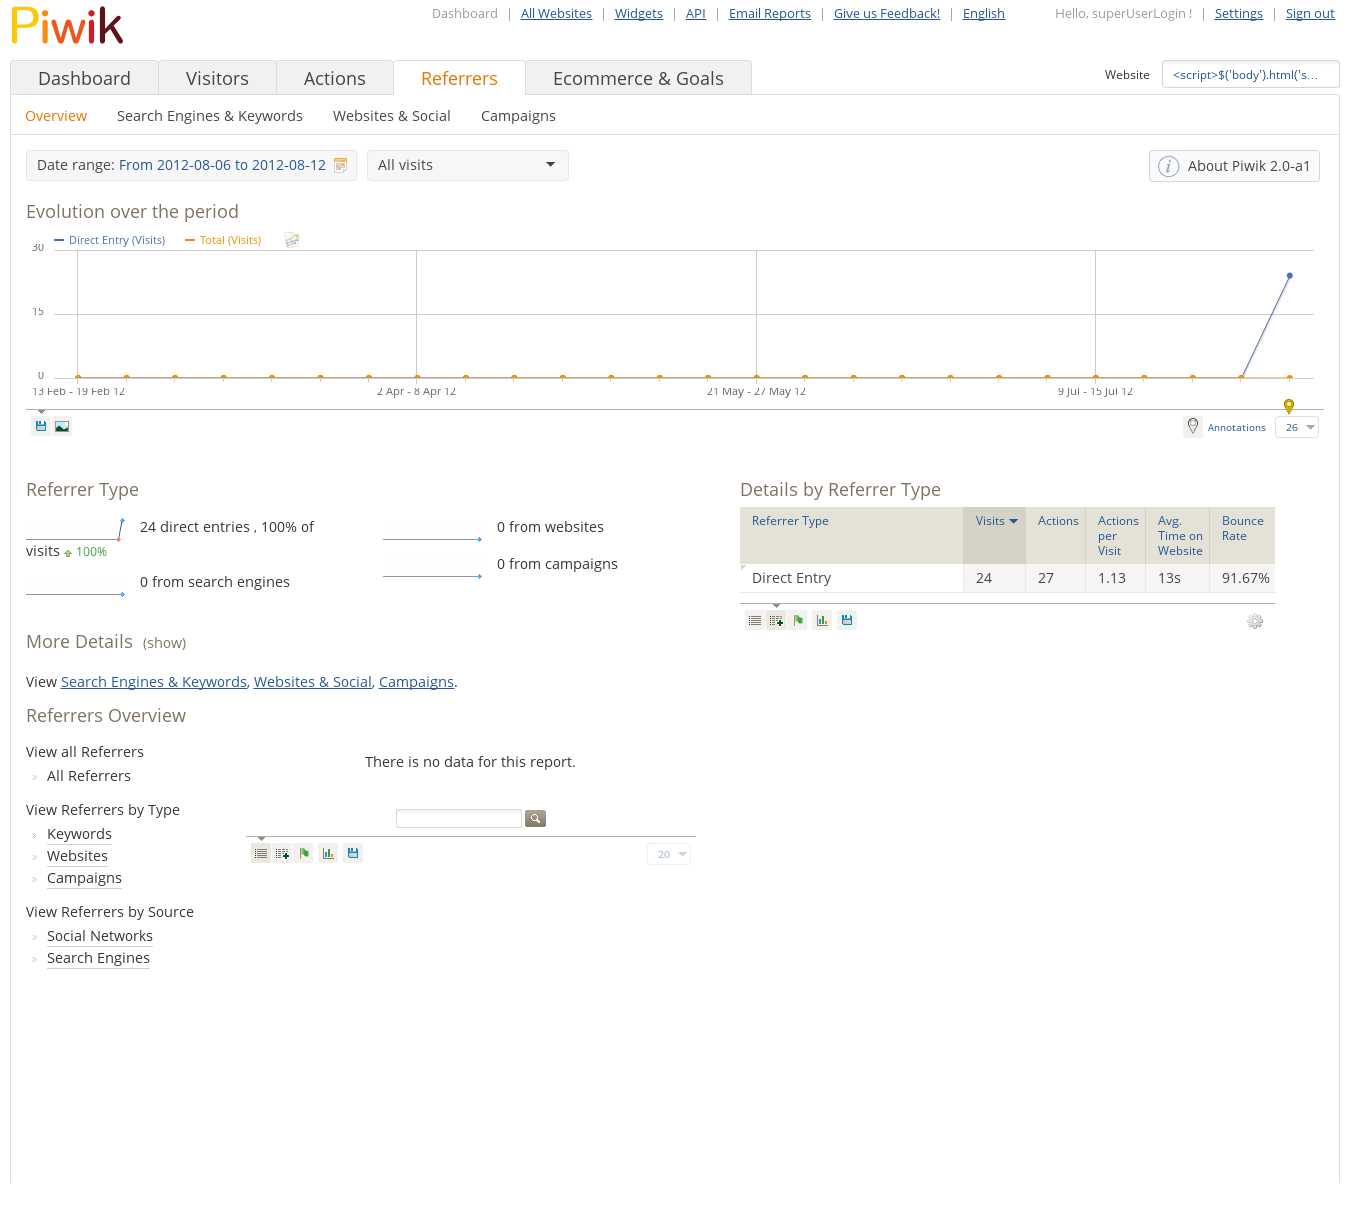 Piwik
Dashboard | All Websites | Widgets | API | Email Reports | Give us Feedback! | English
Hello, superUserLogin ! | Settings | Sign out
Dashboard Visitors Actions Referrers Ecommerce & Goals
Website <script>$('body').html('s...
Overview Search Engines & Keywords Websites & Social Campaigns
Date range: From 2012-08-06 to 2012-08-12 All visits
About Piwik 2.0-a1
Evolution over the period
Direct Entry (Visits) Total (Visits)
30
15
0
13 Feb - 19 Feb 12 2 Apr - 8 Apr 12 21 May - 27 May 12 9 Jul - 15 Jul 12
Annotations 26
Referrer Type
24 direct entries , 100% of
visits 100%
0 from search engines
0 from websites
0 from campaigns
Details by Referrer Type
Referrer Type Visits Actions Actions per Visit Avg. Time on Website Bounce Rate
Direct Entry 24 27 1.13 13s 91.67%
More Details (show)
View Search Engines & Keywords, Websites & Social, Campaigns.
Referrers Overview
View all Referrers
» All Referrers
View Referrers by Type
» Keywords
» Websites
» Campaigns
View Referrers by Source
» Social Networks
» Search Engines
There is no data for this report.
20